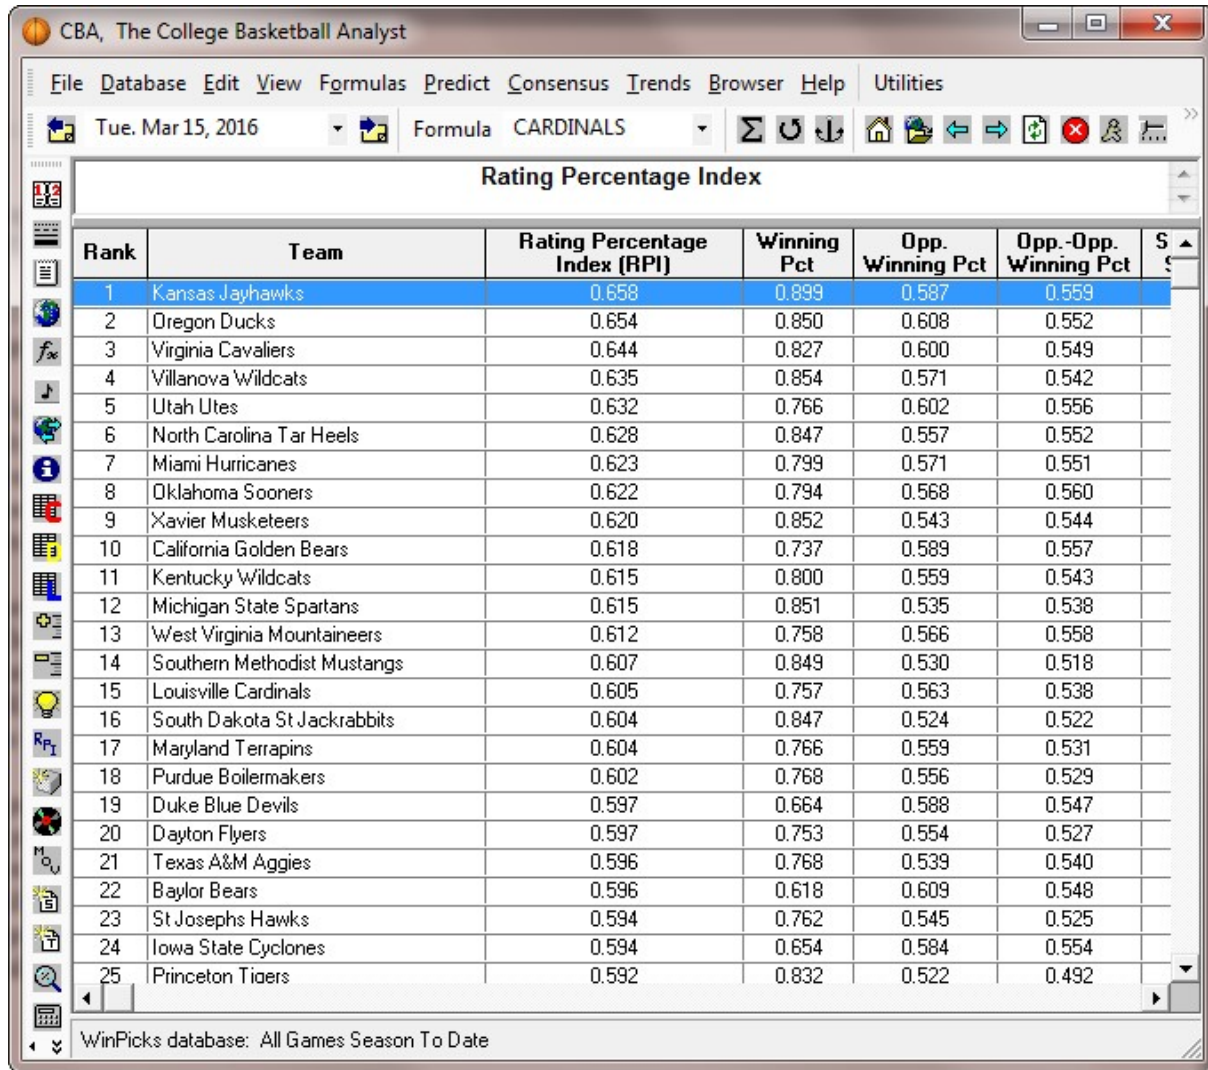 CBA, The College Basketball Analyst
File Database Edit View Formulas Predict Consensus Trends Browser Help Utilities
Tue. Mar 15, 2016 Formula CARDINALS
Rating Percentage Index
Rank Team Rating Percentage Index (RPI) Winning Pct Opp. Winning Pct Opp.-Opp. Winning Pct
1 Kansas Jayhawks 0.658 0.899 0.587 0.559
2 Oregon Ducks 0.654 0.850 0.608 0.552
3 Virginia Cavaliers 0.644 0.827 0.600 0.549
4 Villanova Wildcats 0.635 0.854 0.571 0.542
5 Utah Utes 0.632 0.766 0.602 0.556
6 North Carolina Tar Heels 0.628 0.847 0.557 0.552
7 Miami Hurricanes 0.623 0.799 0.571 0.551
8 Oklahoma Sooners 0.622 0.794 0.568 0.560
9 Xavier Musketeers 0.620 0.852 0.543 0.544
10 California Golden Bears 0.618 0.737 0.589 0.557
11 Kentucky Wildcats 0.615 0.800 0.559 0.543
12 Michigan State Spartans 0.615 0.851 0.535 0.538
13 West Virginia Mountaineers 0.612 0.758 0.566 0.558
14 Southern Methodist Mustangs 0.607 0.849 0.530 0.518
15 Louisville Cardinals 0.605 0.757 0.563 0.538
16 South Dakota St Jackrabbits 0.604 0.847 0.524 0.522
17 Maryland Terrapins 0.604 0.766 0.559 0.531
18 Purdue Boilermakers 0.602 0.768 0.556 0.529
19 Duke Blue Devils 0.597 0.664 0.588 0.547
20 Dayton Flyers 0.597 0.753 0.554 0.527
21 Texas A&M Aggies 0.596 0.768 0.539 0.540
22 Baylor Bears 0.596 0.618 0.609 0.548
23 St Josephs Hawks 0.594 0.762 0.545 0.525
24 Iowa State Cyclones 0.594 0.654 0.584 0.554
25 Princeton Tigers 0.592 0.832 0.522 0.492
WinPicks database: All Games Season To Date